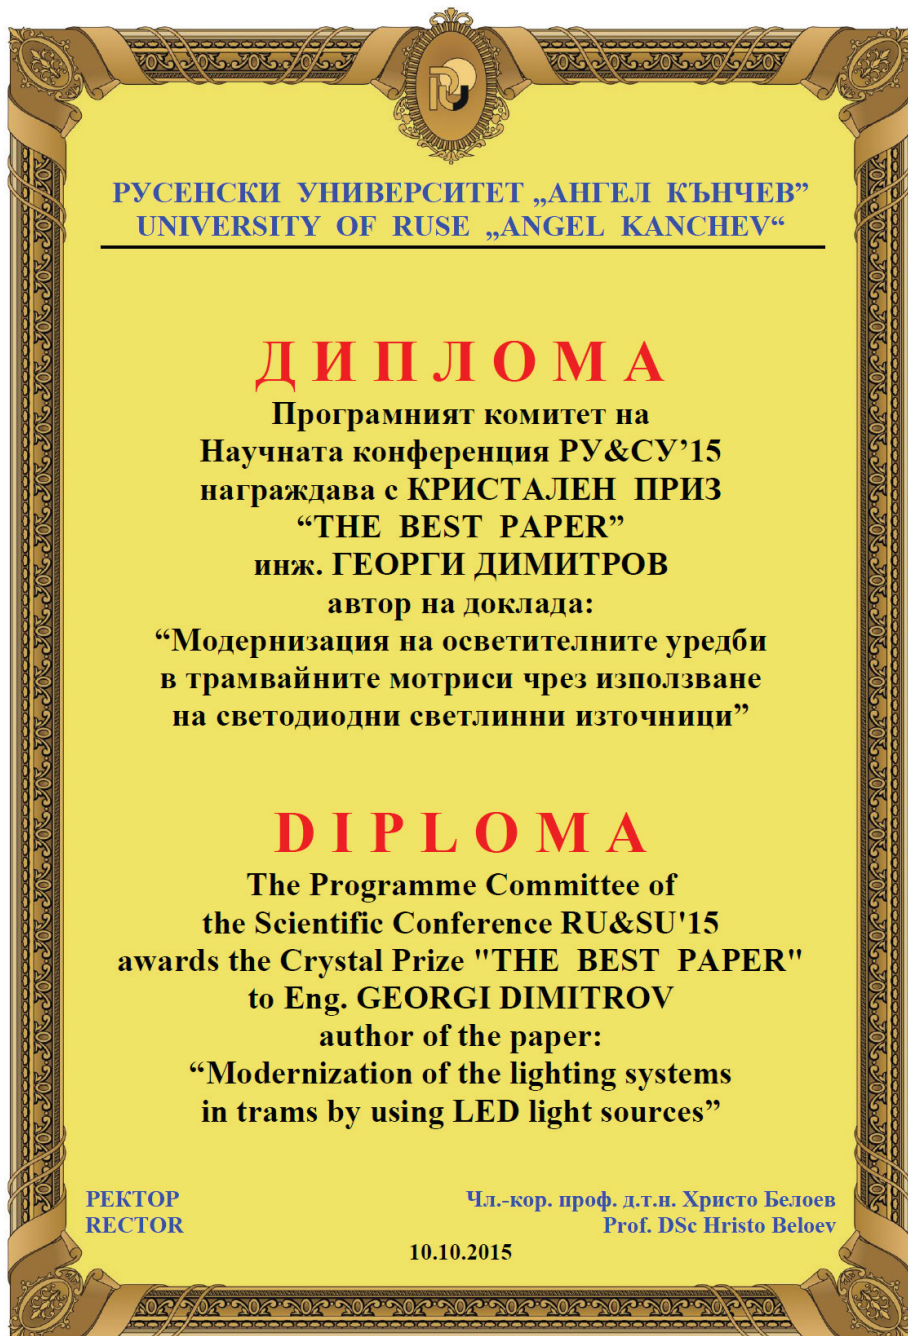 РУСЕНСКИ УНИВЕРСИТЕТ „АНГЕЛ КЪНЧЕВ”
UNIVERSITY OF RUSE „ANGEL KANCHEV“
ДИПЛОМА
Програмният комитет на
Научната конференция РУ&СУ’15
награждава с КРИСТАЛЕН ПРИЗ
“THE BEST PAPER”
инж. ГЕОРГИ ДИМИТРОВ
автор на доклада:
“Модернизация на осветителните уредби
в трамвайните мотриси чрез използване
на светодиодни светлинни източници”
DIPLOMA
The Programme Committee of
the Scientific Conference RU&SU'15
awards the Crystal Prize "THE BEST PAPER"
to Eng. GEORGI DIMITROV
author of the paper:
“Modernization of the lighting systems
in trams by using LED light sources”
РЕКТОР
RECTOR
Чл.-кор. проф. д.т.н. Христо Белоев
Prof. DSc Hristo Beloev
10.10.2015